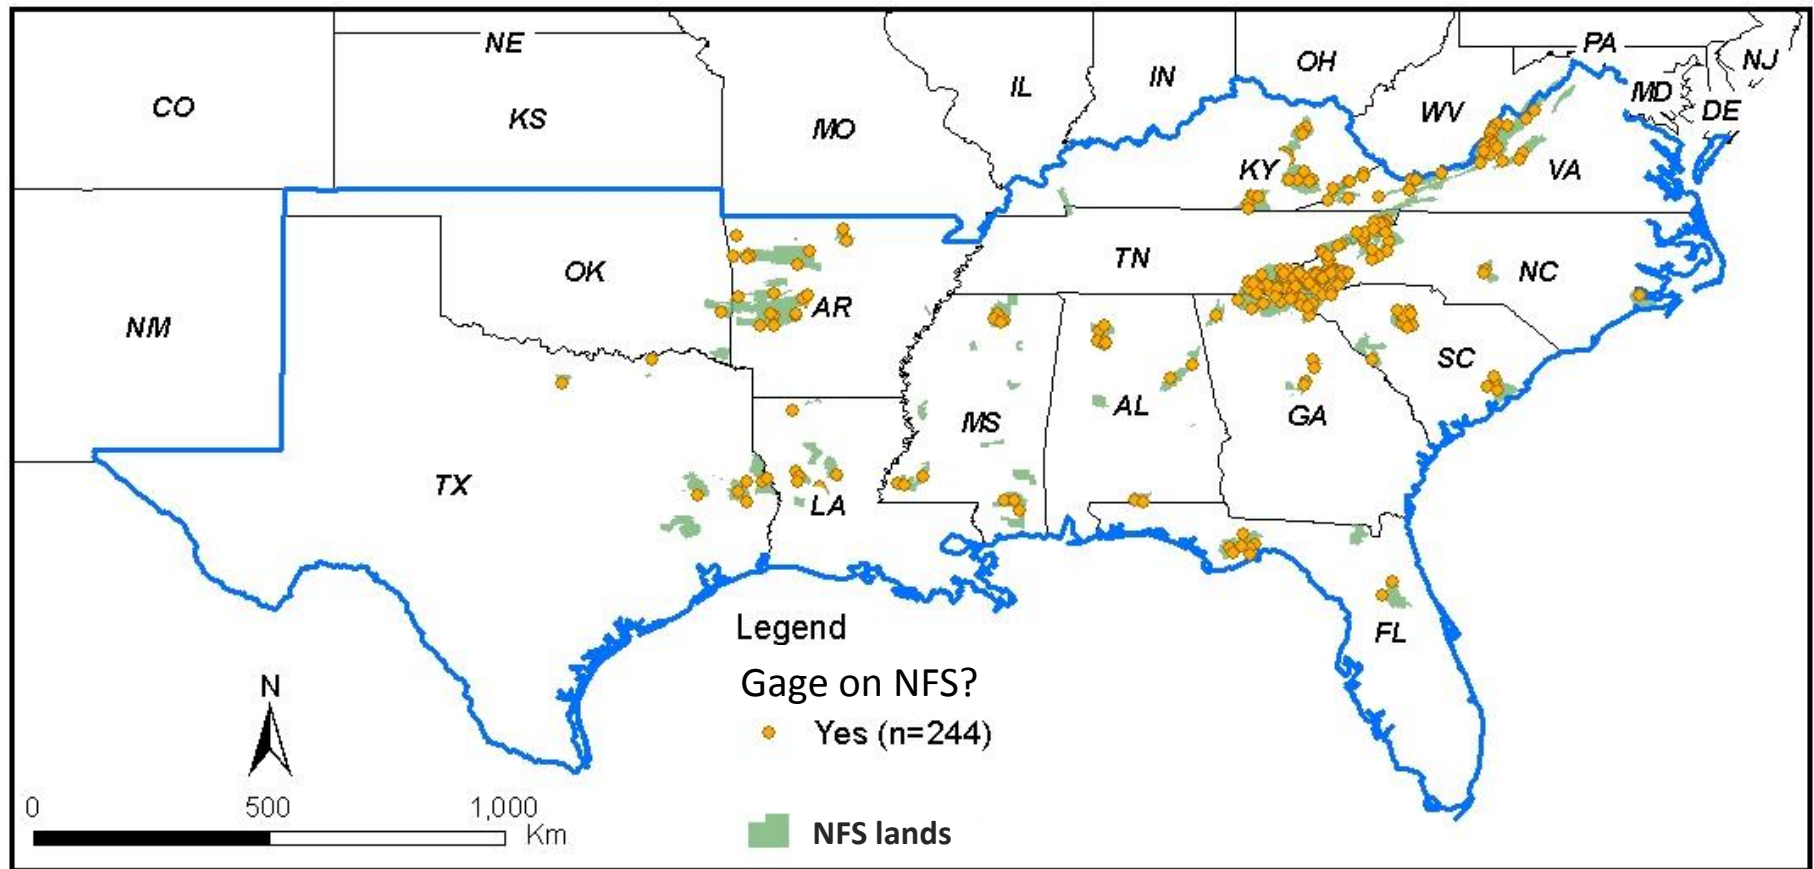 NE
PA
NJ
CO
KS
MO
IL
IN
OH
WV
MD
DE
KY
VA
NM
OK
AR
TN
NC
TX
LA
MS
AL
GA
SC
FL
Legend
Gage on NFS?
Yes (n=244)
NFS lands
N
0 500 1,000
Km